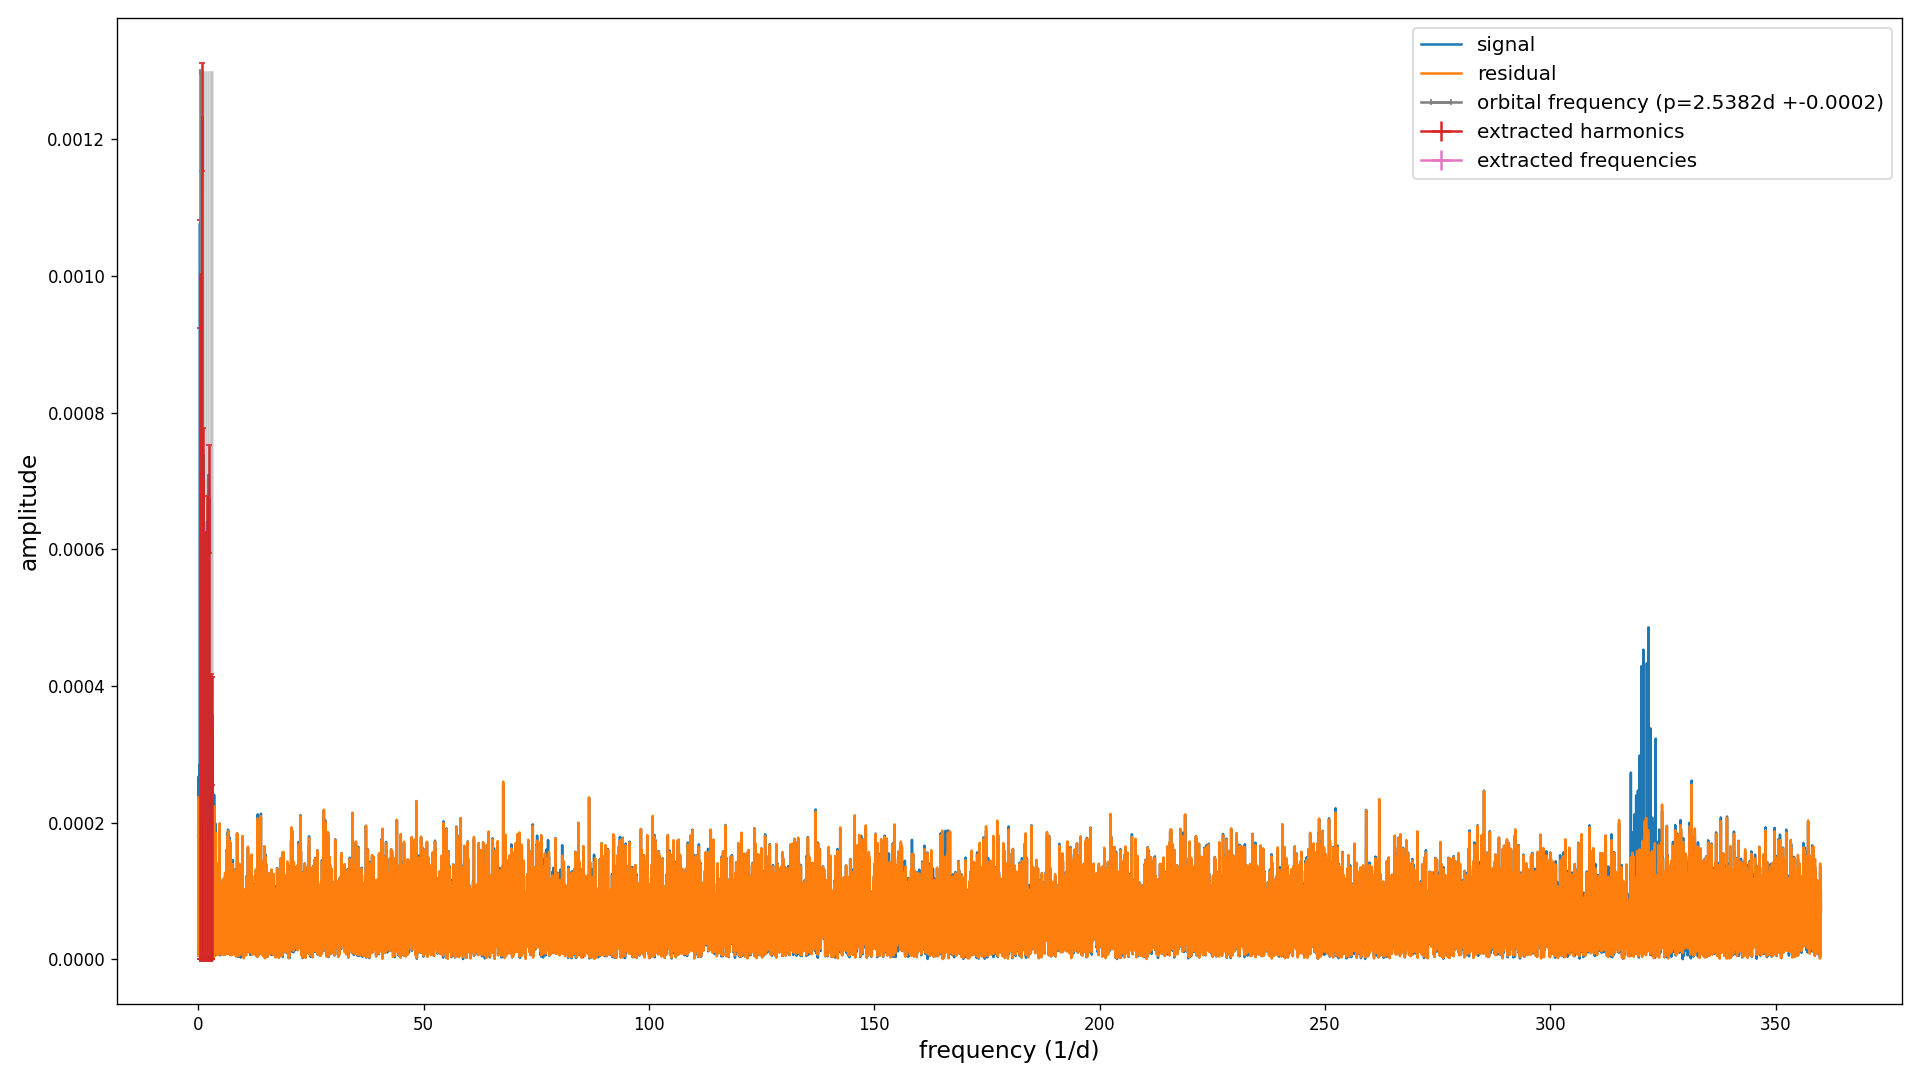 signal
residual
orbital frequency (p=2.5382d +-0.0002)
extracted harmonics
extracted frequencies
0.0012
0.0010
0.0008
0.0006
0.0004
0.0002
0.0000
amplitude
0 50 100 150 200 250 300 350
frequency (1/d)